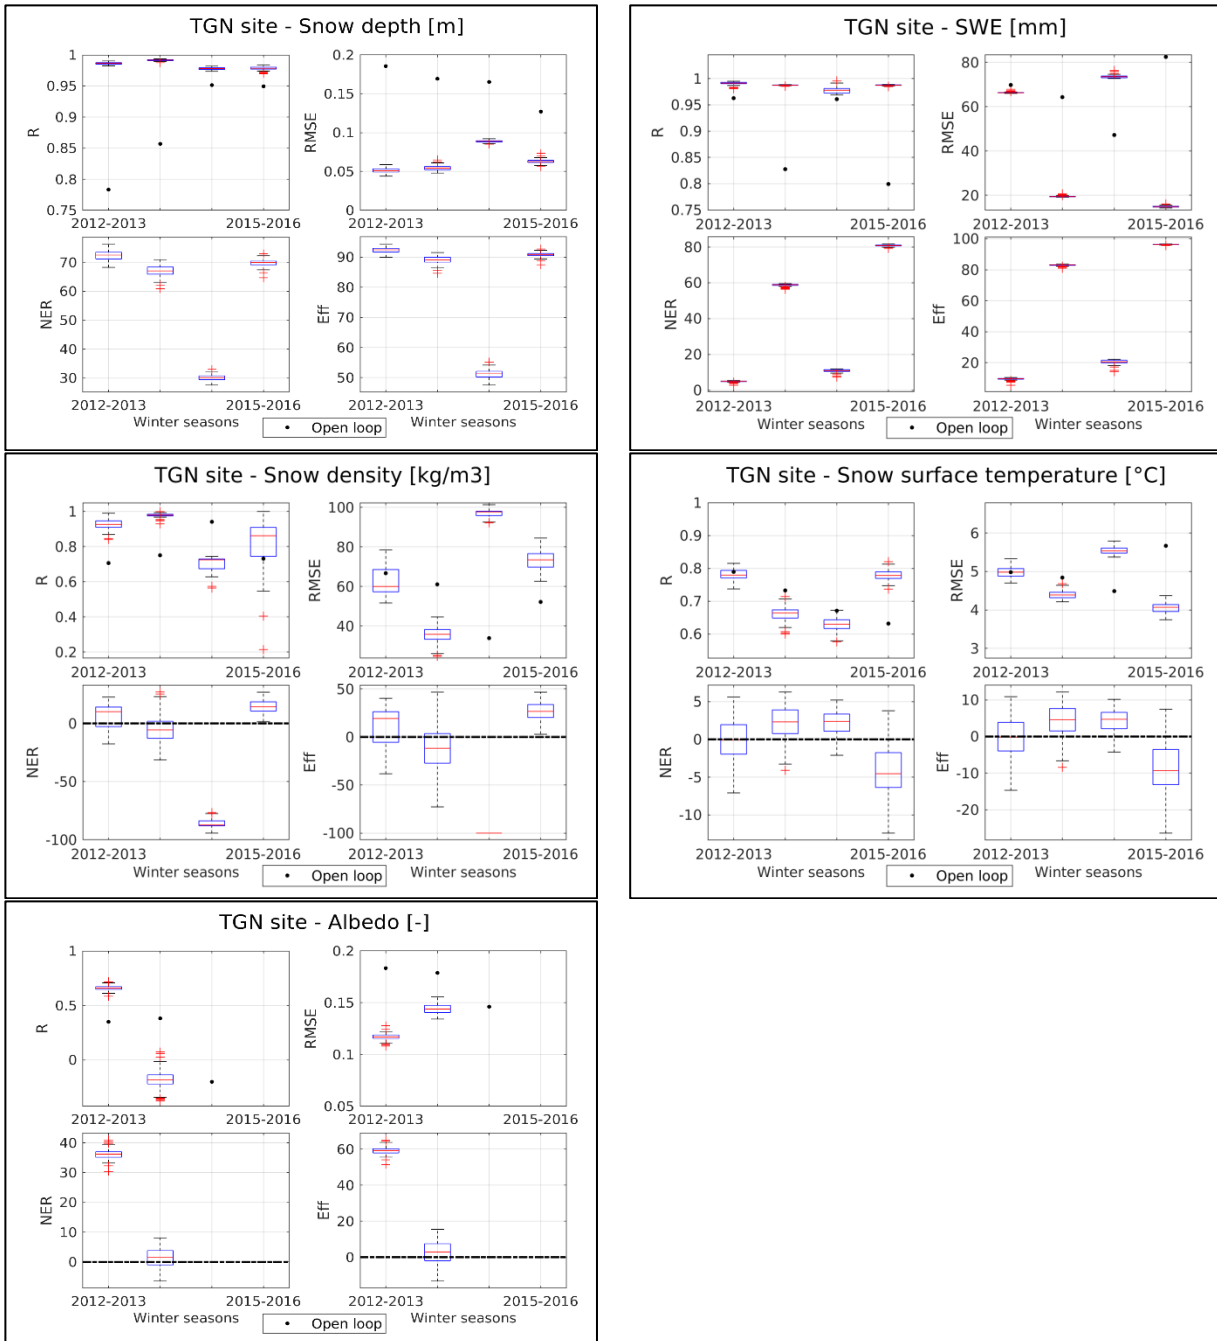 TGN site - Snow depth [m]
1
0.95
0.9
0.85
0.8
0.75
R
2012-2013 2015-2016
0.2
0.15
0.1
0.05
0
RMSE
2012-2013 2015-2016
70
60
50
40
30
NER
2012-2013 2015-2016
Winter seasons
90
80
70
60
50
Eff
2012-2013 2015-2016
Winter seasons
Open loop
TGN site - SWE [mm]
1
0.95
0.9
0.85
0.8
0.75
R
2012-2013 2015-2016
80
60
40
20
RMSE
2012-2013 2015-2016
80
60
40
20
0
NER
2012-2013 2015-2016
Winter seasons
100
80
60
40
20
Eff
2012-2013 2015-2016
Winter seasons
Open loop
TGN site - Snow density [kg/m3]
1
0.8
0.6
0.4
0.2
R
2012-2013 2015-2016
100
80
60
40
RMSE
2012-2013 2015-2016
0
-50
-100
NER
2012-2013 2015-2016
Winter seasons
50
0
-50
-100
Eff
2012-2013 2015-2016
Winter seasons
Open loop
TGN site - Snow surface temperature [°C]
0.9
0.8
0.7
0.6
R
2012-2013 2015-2016
6
5
4
3
RMSE
2012-2013 2015-2016
5
0
-5
-10
NER
2012-2013 2015-2016
Winter seasons
10
0
-10
-20
Eff
2012-2013 2015-2016
Winter seasons
Open loop
TGN site - Albedo [-]
1
0.5
0
R
2012-2013 2015-2016
0.2
0.15
0.1
0.05
RMSE
2012-2013 2015-2016
40
30
20
10
0
NER
2012-2013 2015-2016
Winter seasons
60
40
20
0
Eff
2012-2013 2015-2016
Winter seasons
Open loop